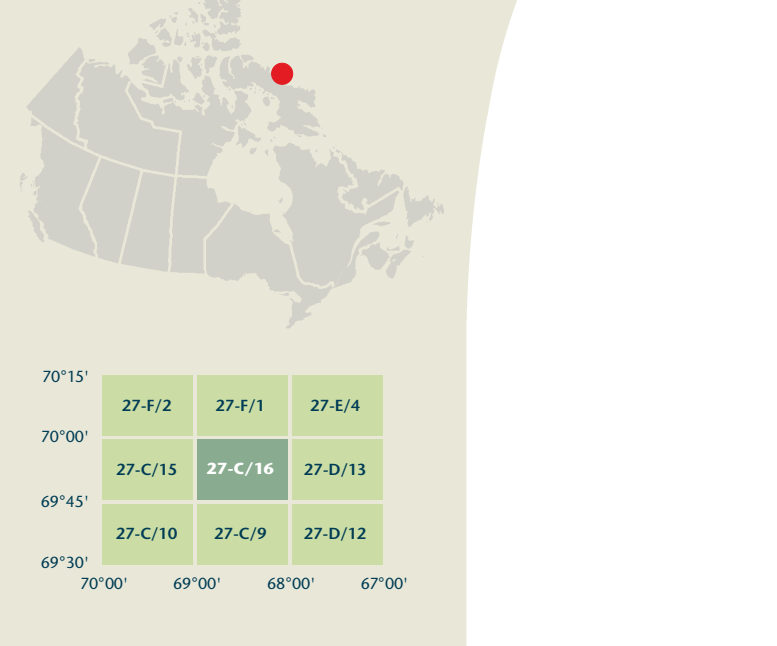 70°15'
27-F/2 27-F/1 27-E/4
70°00'
27-C/15 27-C/16 27-D/13
69°45'
27-C/10 27-C/9 27-D/12
69°30'
70°00' 69°00' 68°00' 67°00'